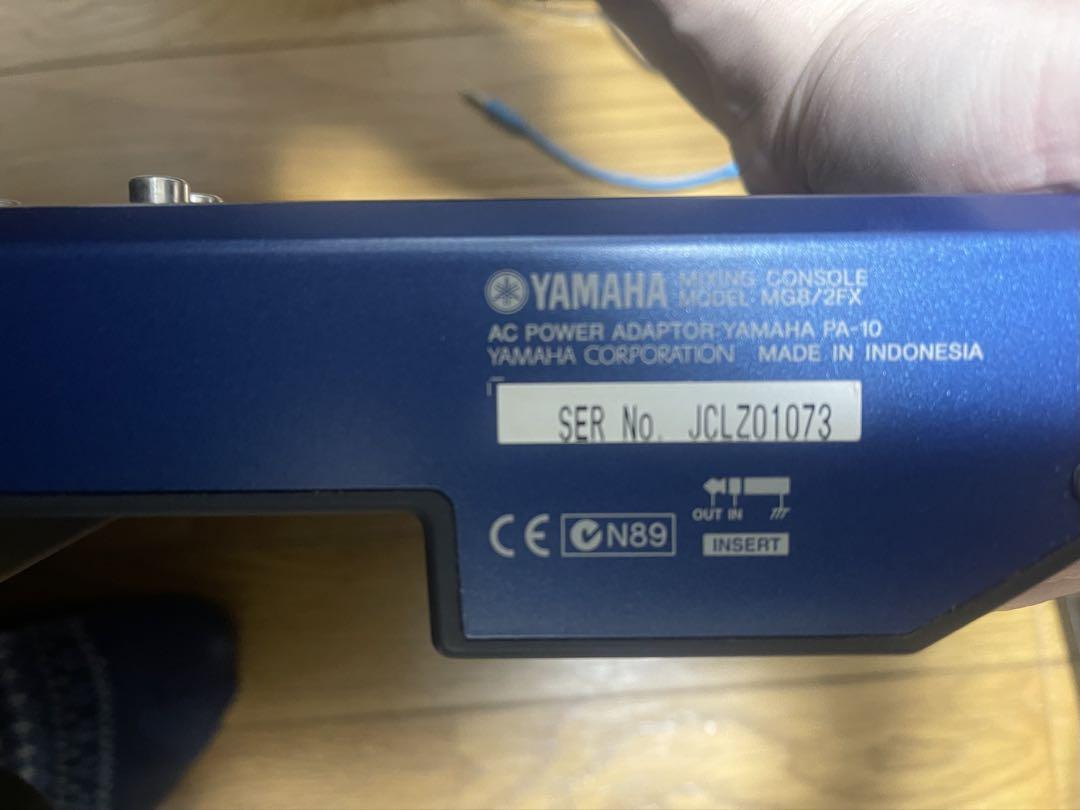 YAMAHA MIXING CONSOLE
MODEL MG8/2FX
AC POWER ADAPTOR:YAMAHA PA-10
YAMAHA CORPORATION MADE IN INDONESIA
SER No. JCLZ01073
OUT IN
CE N89
INSERT